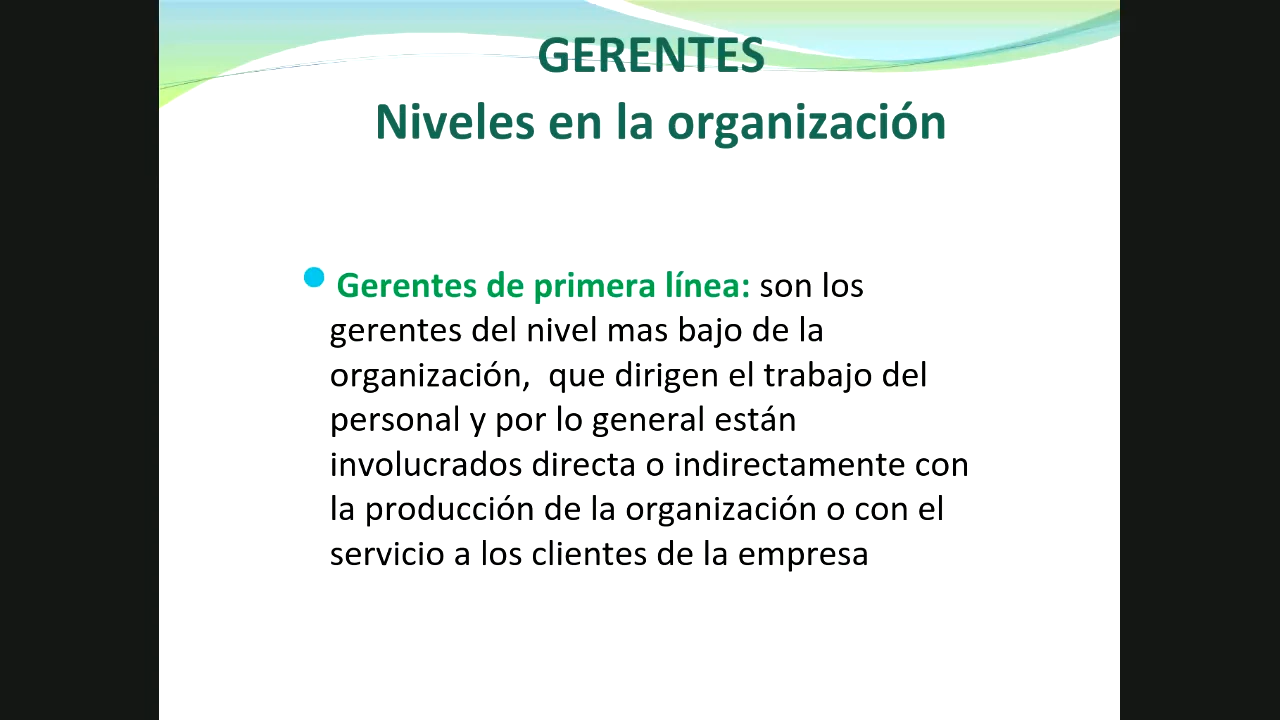 GERENTES
Niveles en la organización
Gerentes de primera línea: son los
gerentes del nivel mas bajo de la
organización,  que dirigen el trabajo del
personal y por lo general están
involucrados directa o indirectamente con
la producción de la organización o con el
servicio a los clientes de la empresa